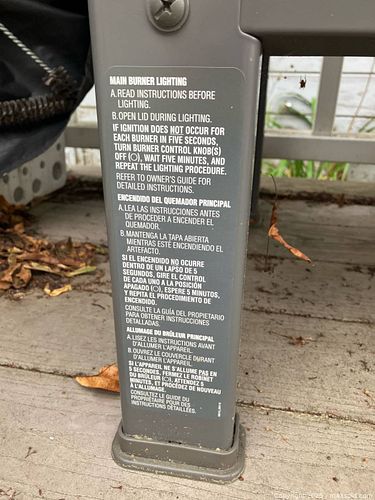 MAIN BURNER LIGHTING
A. READ INSTRUCTIONS BEFORE
LIGHTING.
B. OPEN LID DURING LIGHTING.
IF IGNITION DOES NOT OCCUR FOR
EACH BURNER IN FIVE SECONDS,
TURN BURNER CONTROL KNOB(S)
OFF (O), WAIT FIVE MINUTES, AND
REPEAT THE LIGHTING PROCEDURE.
REFER TO OWNER'S GUIDE FOR
DETAILED INSTRUCTIONS.
ENCENDIDO DEL QUEMADOR PRINCIPAL
A. LEA LAS INSTRUCCIONES ANTES
DE PROCEDER A ENCENDER EL
QUEMADOR.
B. MANTENGA LA TAPA ABIERTA
MIENTRAS ESTÉ ENCENDIENDO EL
ARTEFACTO.
SI EL ENCENDIDO NO OCURRE
DENTRO DE UN LAPSO DE 5
SEGUNDOS, GIRE EL CONTROL
DE CADA UNO A LA POSICIÓN
APAGADO (O), ESPERE 5 MINUTOS,
Y REPITA EL PROCEDIMIENTO DE
ENCENDIDO.
CONSULTE LA GUÍA DEL PROPIETARIO
PARA OBTENER INSTRUCCIONES
DETALLADAS.
ALLUMAGE DU BRÛLEUR PRINCIPAL
A. LISEZ LES INSTRUCTIONS AVANT
D'ALLUMER L'APPAREIL.
B. OUVREZ LE COUVERCLE DURANT
D'ALLUMER L'APPAREIL.
SI L'APPAREIL NE S'ALLUME PAS EN
5 SECONDES, FERMEZ LE ROBINET
DU BRÛLEUR (O), ATTENDEZ 5
MINUTES, ET PROCÉDEZ DE NOUVEAU
À L'ALLUMAGE.
CONSULTEZ LE GUIDE DU
PROPRIÉTAIRE POUR DES
INSTRUCTIONS DÉTAILLÉES.